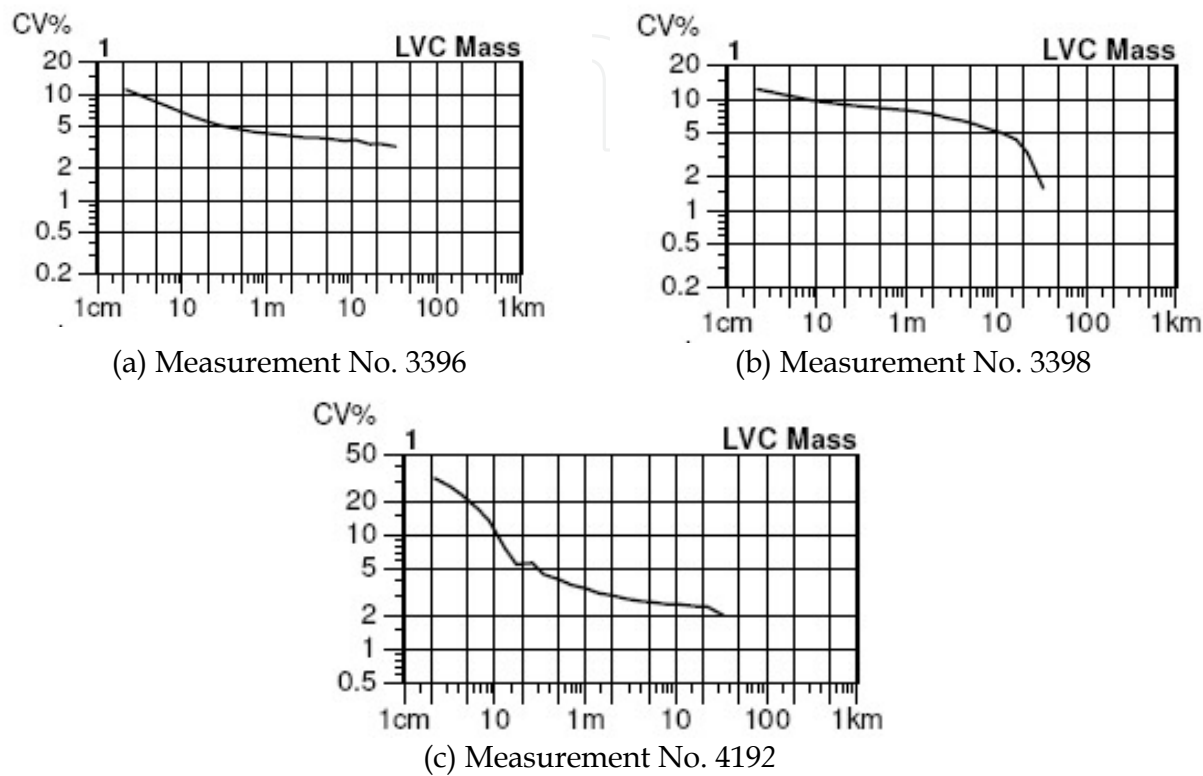 CV%
1 LVC Mass
20
10
5
2
1
0.5
0.2
1cm 10 1m 10 100 1km
(a) Measurement No. 3396
CV%
1 LVC Mass
20
10
5
2
1
0.5
0.2
1cm 10 1m 10 100 1km
(b) Measurement No. 3398
CV%
1 LVC Mass
50
20
10
5
2
1
0.5
1cm 10 1m 10 100 1km
(c) Measurement No. 4192